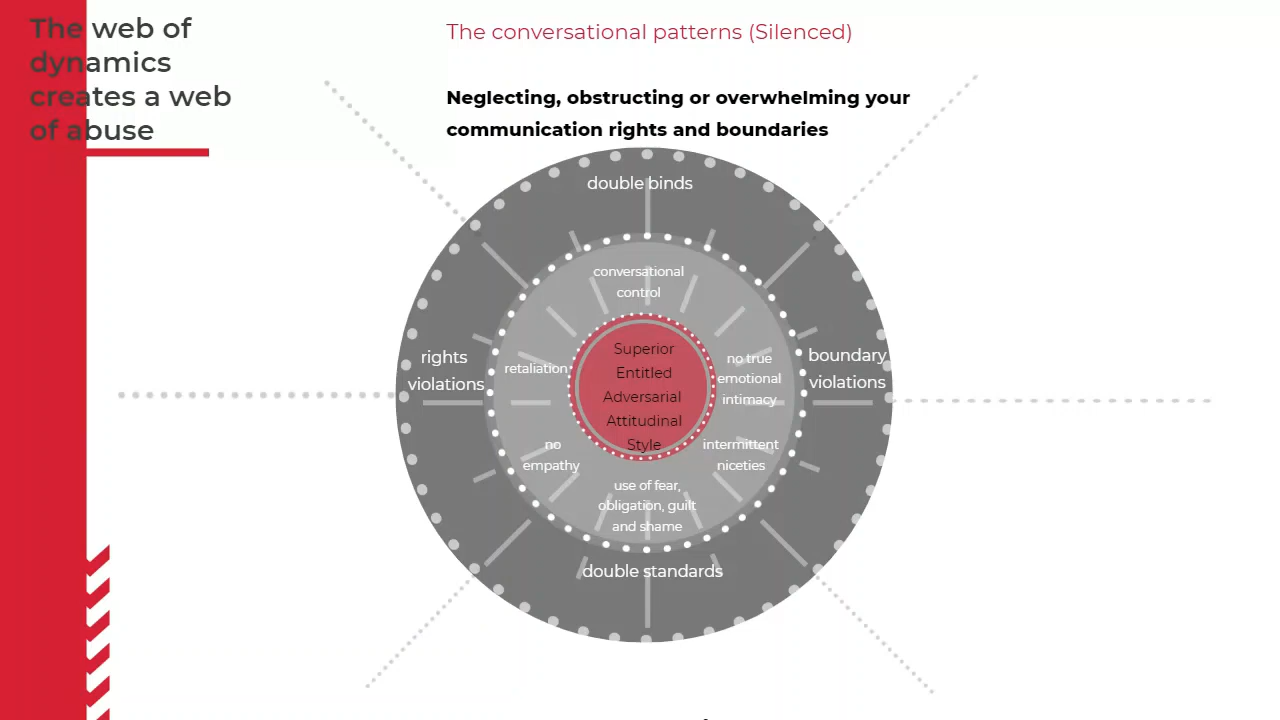 The web of
dynamics
creates a web
of abuse
The conversational patterns (Silenced)
Neglecting, obstructing or overwhelming your
communication rights and boundaries
double binds
conversational
control
rights
violations
retaliation
Superior
Entitled
Adversarial
Attitudinal
Style
no true
emotional
intimacy
boundary
violations
no
empathy
intermittent
niceties
use of fear,
obligation, guilt
and shame
double standards